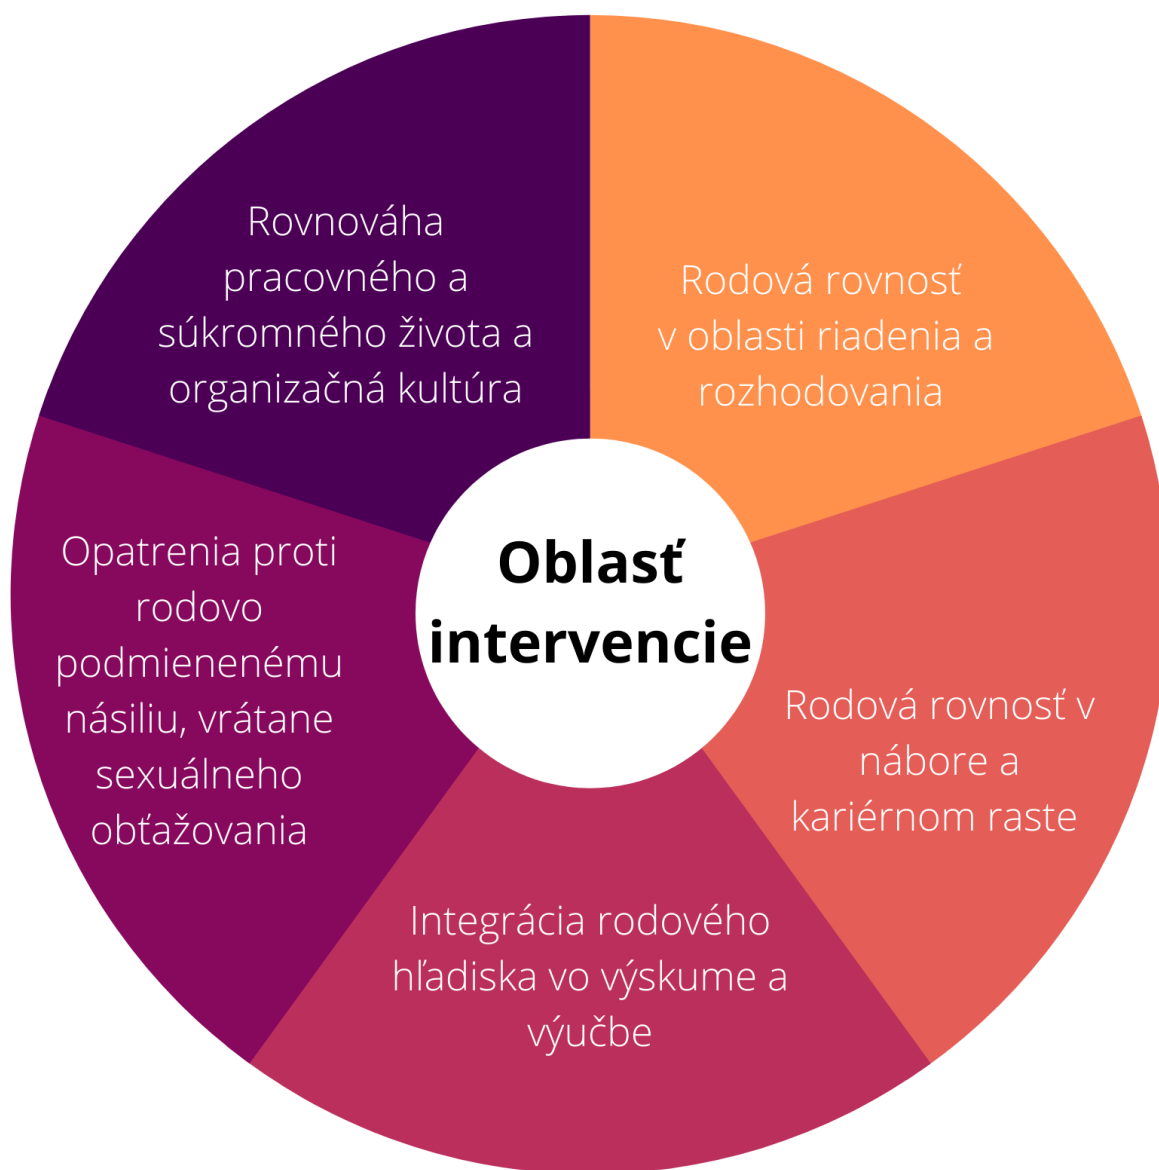 Rovnováha
pracovného a
súkromného života a
organizačná kultúra
Rodová rovnosť
v oblasti riadenia a
rozhodovania
Oblasť
intervencie
Opatrenia proti
rodovo
podmienenému
násiliu, vrátane
sexuálneho
obťažovania
Rodová rovnosť v
nábore a
kariérnom raste
Integrácia rodového
hľadiska vo výskume a
výučbe